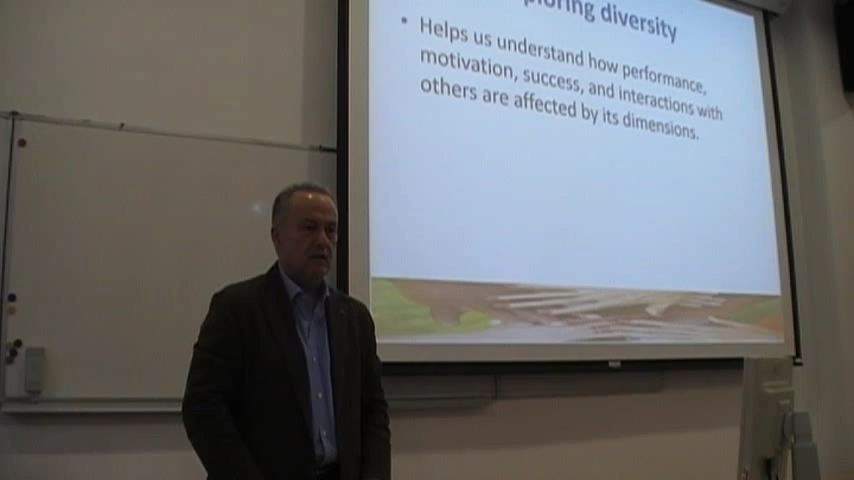 diversity
• Helps us understand how performance,
motivation, success, and interactions with
others are affected by its dimensions.